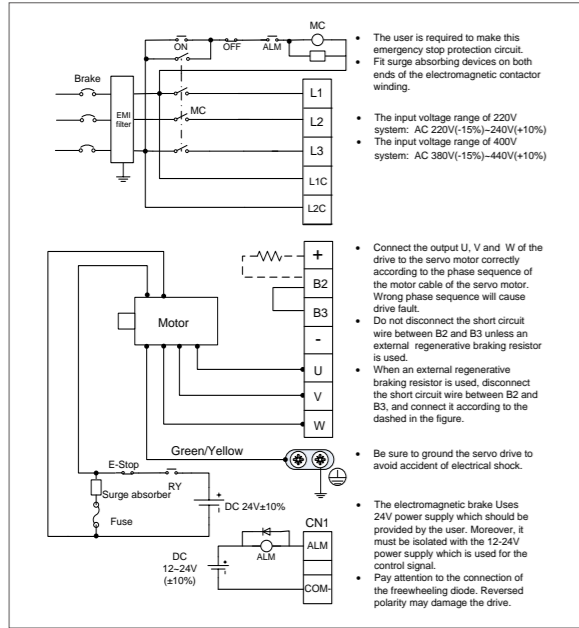 MC
ON
OFF
ALM
Brake
EMI
filter
MC
L1
L2
L3
L1C
L2C
• The user is required to make this
emergency stop protection circuit.
• Fit surge absorbing devices on both
ends of the electromagnetic contactor
winding.
• The input voltage range of 220V
system: AC 220V(-15%)~240V(+10%)
• The input voltage range of 400V
system: AC 380V(-15%)~440V(+10%)
+
B2
B3
-
U
V
W
Motor
Green/Yellow
• Connect the output U, V and W of the
drive to the servo motor correctly
according to the phase sequence of
the motor cable of the servo motor.
Wrong phase sequence will cause
drive fault.
• Do not disconnect the short circuit
wire between B2 and B3 unless an
external regenerative braking resistor
is used.
• When an external regenerative
braking resistor is used, disconnect
the short circuit wire between B2 and
B3, and connect it according to the
dashed in the figure.
• Be sure to ground the servo drive to
avoid accident of electrical shock.
E-Stop
RY
Surge absorber
Fuse
+
DC 24V±10%
CN1
ALM
COM-
ALM
DC
12~24V
(±10%)
+
• The electromagnetic brake Uses
24V power supply which should be
provided by the user. Moreover, it
must be isolated with the 12-24V
power supply which is used for the
control signal.
• Pay attention to the connection of
the freewheeling diode. Reversed
polarity may damage the drive.